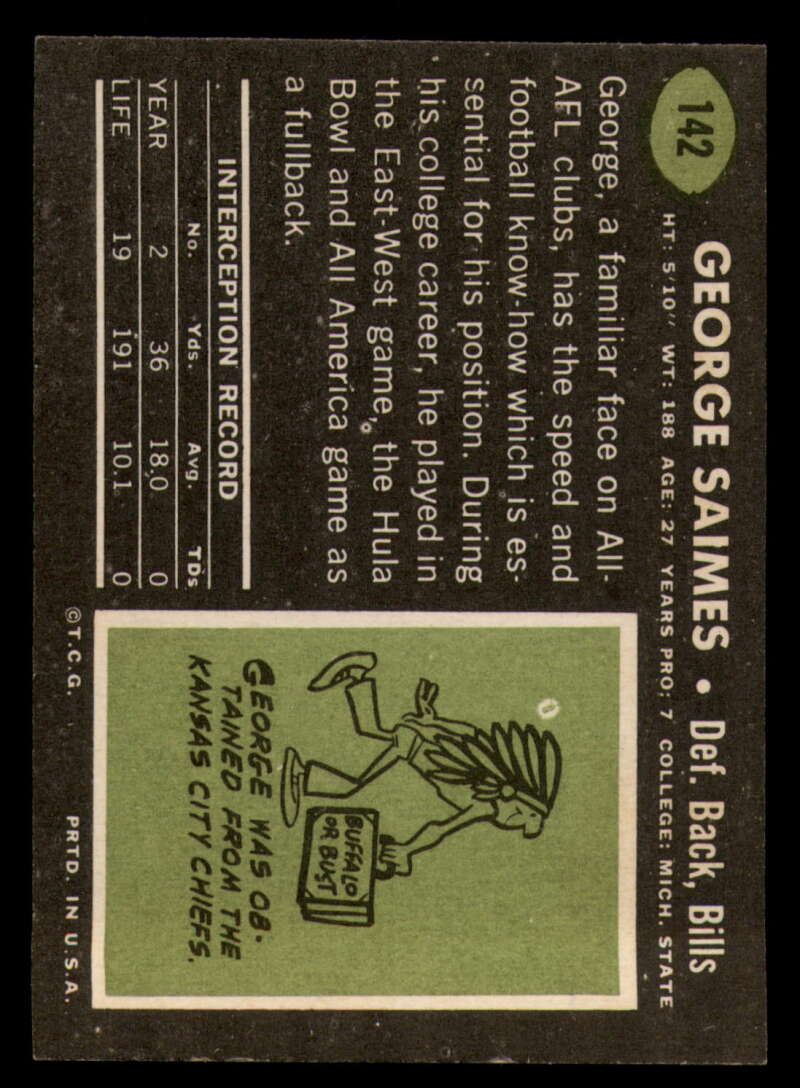 142
GEORGE SAIMES • Def. Back, Bills
HT: 5'10" WT: 188 AGE: 27 YEARS PRO: 7 COLLEGE: MICH. STATE
George, a familiar face on All-
AFL clubs, has the speed and
football know-how which is es-
sential for his position. During
his college career, he played in
the East-West game, the Hula
Bowl and All America game as
a fullback.
INTERCEPTION RECORD
No. Yds. Avg. TDs
YEAR 2 36 18.0 0
LIFE 19 191 10.1 0
BUFFALO
OR BUST
GEORGE WAS OB-
TAINED FROM THE
KANSAS CITY CHIEFS.
©T.C.G. PRTD. IN U.S.A.